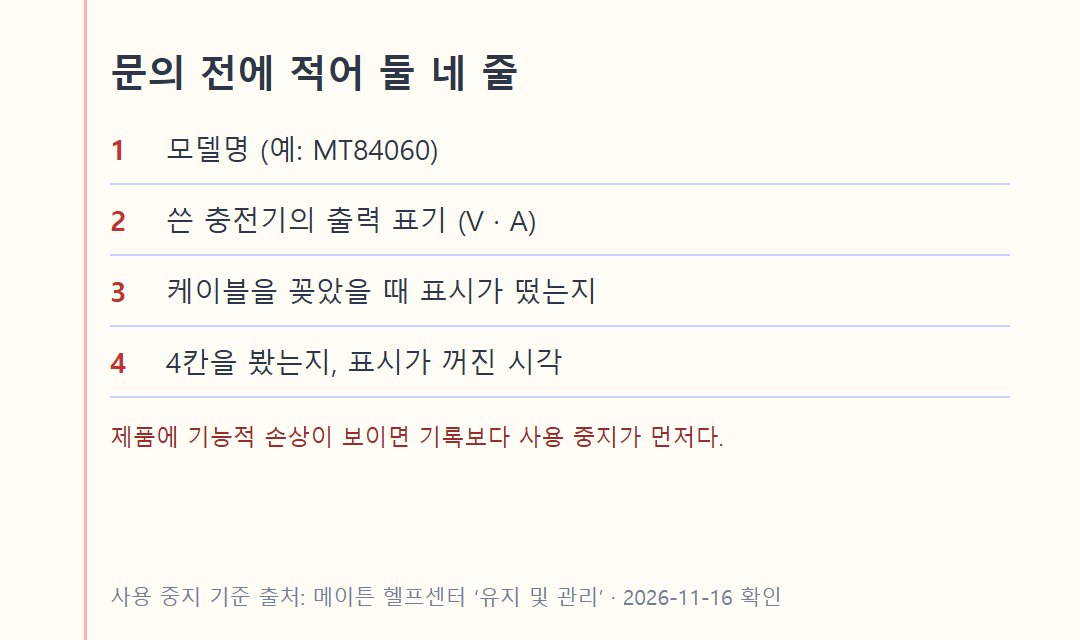 문의 전에 적어 둘 네 줄
1 모델명 (예: MT84060)
2 쓴 충전기의 출력 표기 (V · A)
3 케이블을 꽂았을 때 표시가 떴는지
4 4칸을 봤는지, 표시가 꺼진 시각
제품에 기능적 손상이 보이면 기록보다 사용 중지가 먼저다.
사용 중지 기준 출처: 메이튼 헬프센터 ‘유지 및 관리’ · 2026-11-16 확인